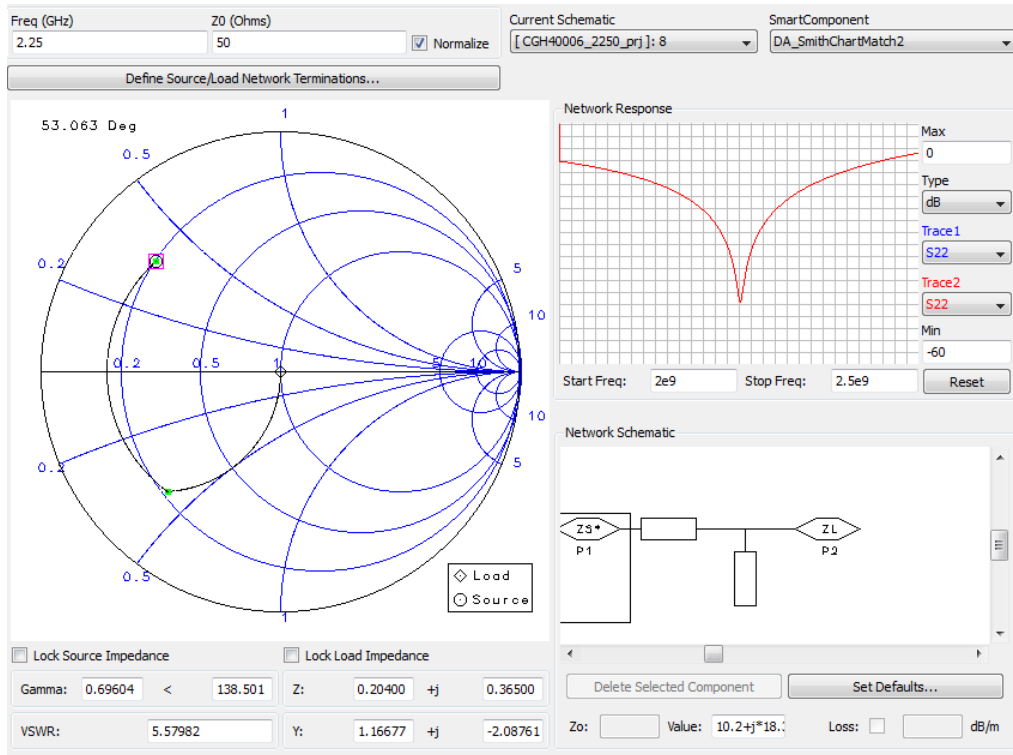 Freq (GHz)
Z0 (Ohms)
2.25
50
Normalize
Current Schematic
SmartComponent
[ CGH40006_2250_prj ]: 8
DA_SmithChartMatch2
Define Source/Load Network Terminations...
53.063 Deg
1
0.5
0.2
5
10
0.2
0.5
1
5
10
10
5
0.2
0.5
1
Load
Source
Network Response
Max
0
Type
dB
Trace1
S22
Trace2
S22
Min
-60
Start Freq:
2e9
Stop Freq:
2.5e9
Reset
Network Schematic
ZS*
P1
ZL
P2
Lock Source Impedance
Lock Load Impedance
Gamma:
0.69604
<
138.501
Z:
0.20400
+j
0.36500
VSWR:
5.57982
Y:
1.16677
+j
-2.08761
Delete Selected Component
Set Defaults...
Zo:
Value:
10.2+j*18.
Loss:
dB/m